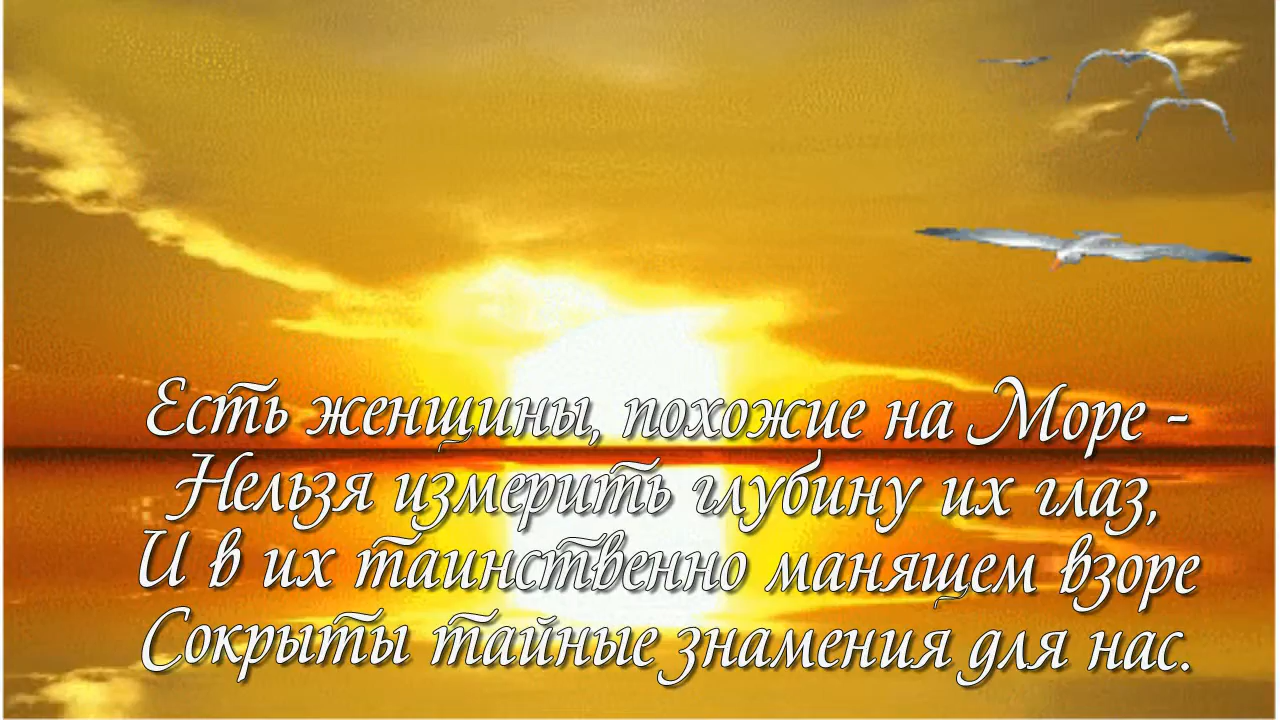 Есть женщины, похожие на Море -
Нельзя измерить глубину их глаз,
И в их таинственно манящем взоре
Сокрыты тайные знамения для нас.